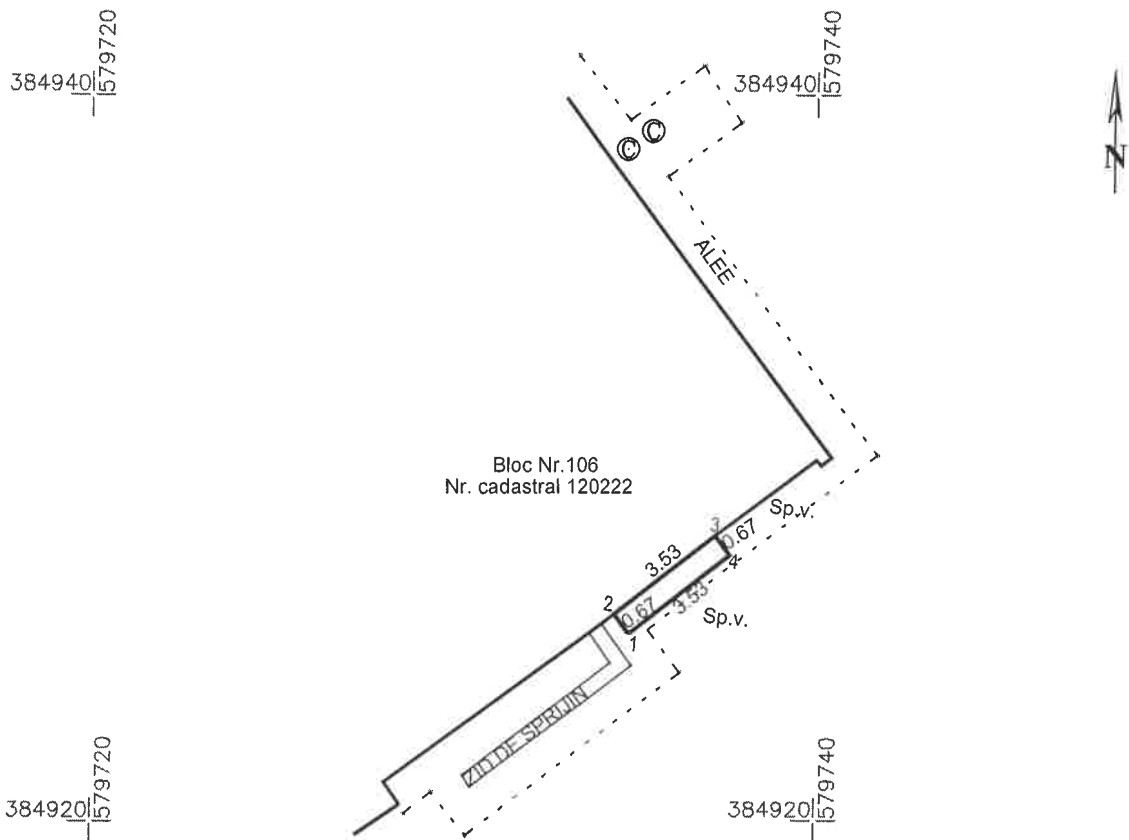 384940
579720
384940
579740
N
C C
ALEE
Bloc Nr.106
Nr. cadastral 120222
Sp.v.
3
0.67
3.53
4
2
0.67
3.53
Sp.v.
1
ZID DE SPRIJIN
384920
579720
384920
579740